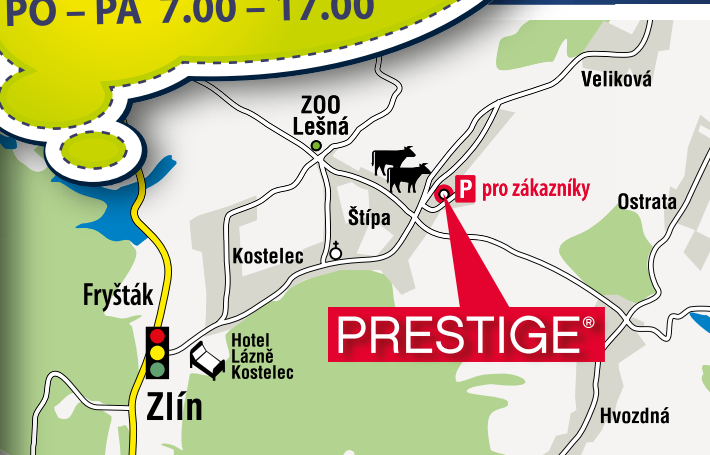 PO – PÁ 7.00 – 17.00
Veliková
ZOO
Lešná
P pro zákazníky
Ostrata
Štípa
Kostelec
Fryšták
PRESTIGE®
Hotel
Lázně
Kostelec
Zlín
Hvozdná